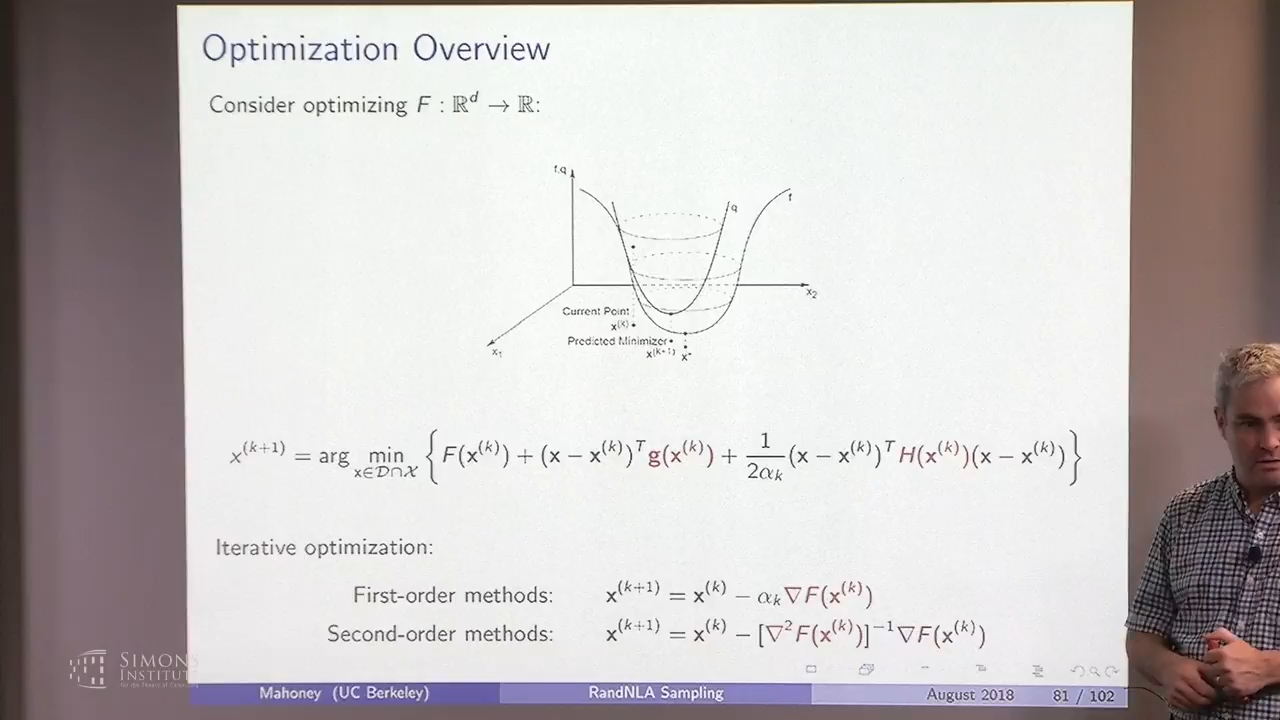 Optimization Overview
Consider optimizing F : ℝ^d → ℝ:
f,q
q
f
x₂
Current Point
x^(k)
Predicted Minimizer
x^(k+1) x*
x₁
x^(k+1) = arg min_{x∈𝒟∩𝒳} { F(x^(k)) + (x − x^(k))^T g(x^(k)) + 1/(2α_k) (x − x^(k))^T H(x^(k))(x − x^(k)) }
Iterative optimization:
First-order methods: x^(k+1) = x^(k) − α_k ∇F(x^(k))
Second-order methods: x^(k+1) = x^(k) − [∇²F(x^(k))]^−1 ∇F(x^(k))
SIMONS
INSTITUTE
Mahoney (UC Berkeley) RandNLA Sampling August 2018 81 / 102